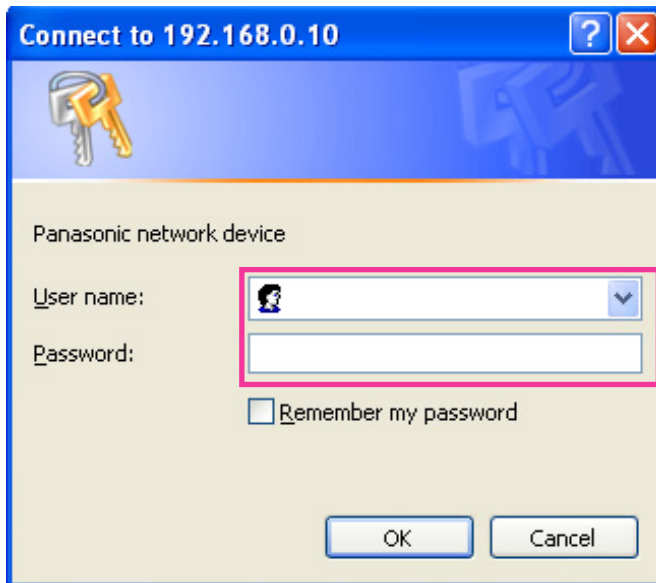 Connect to 192.168.0.10
Panasonic network device
User name:
Password:
Remember my password
OK Cancel